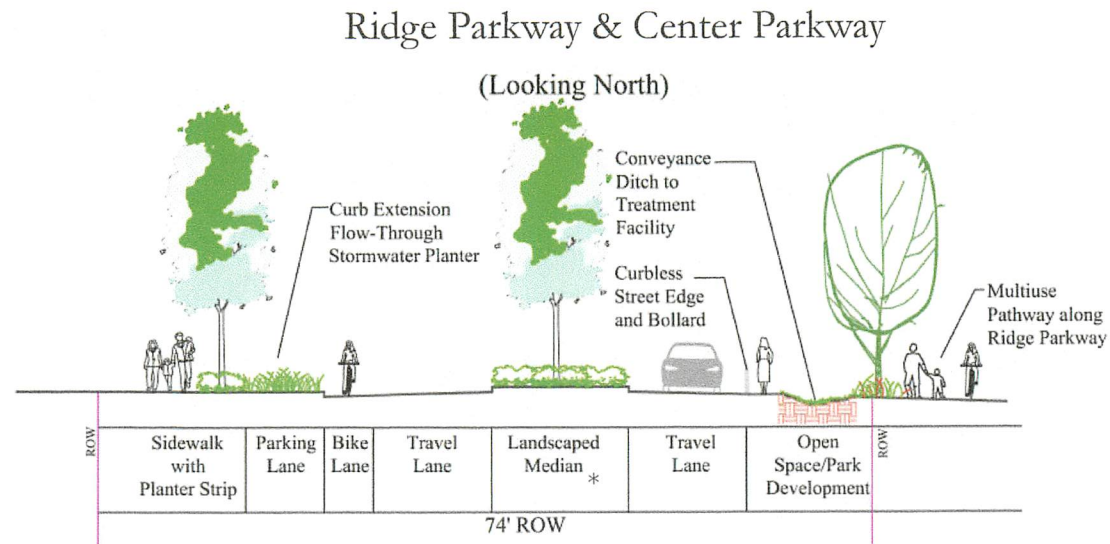 Ridge Parkway & Center Parkway
(Looking North)
Curb Extension
Flow-Through
Stormwater Planter
Conveyance
Ditch to
Treatment
Facility
Curbless
Street Edge
and Bollard
Multiuse
Pathway along
Ridge Parkway
ROW
Sidewalk
with
Planter Strip
Parking
Lane
Bike
Lane
Travel
Lane
Landscaped
Median *
Travel
Lane
Open
Space/Park
Development
ROW
74' ROW